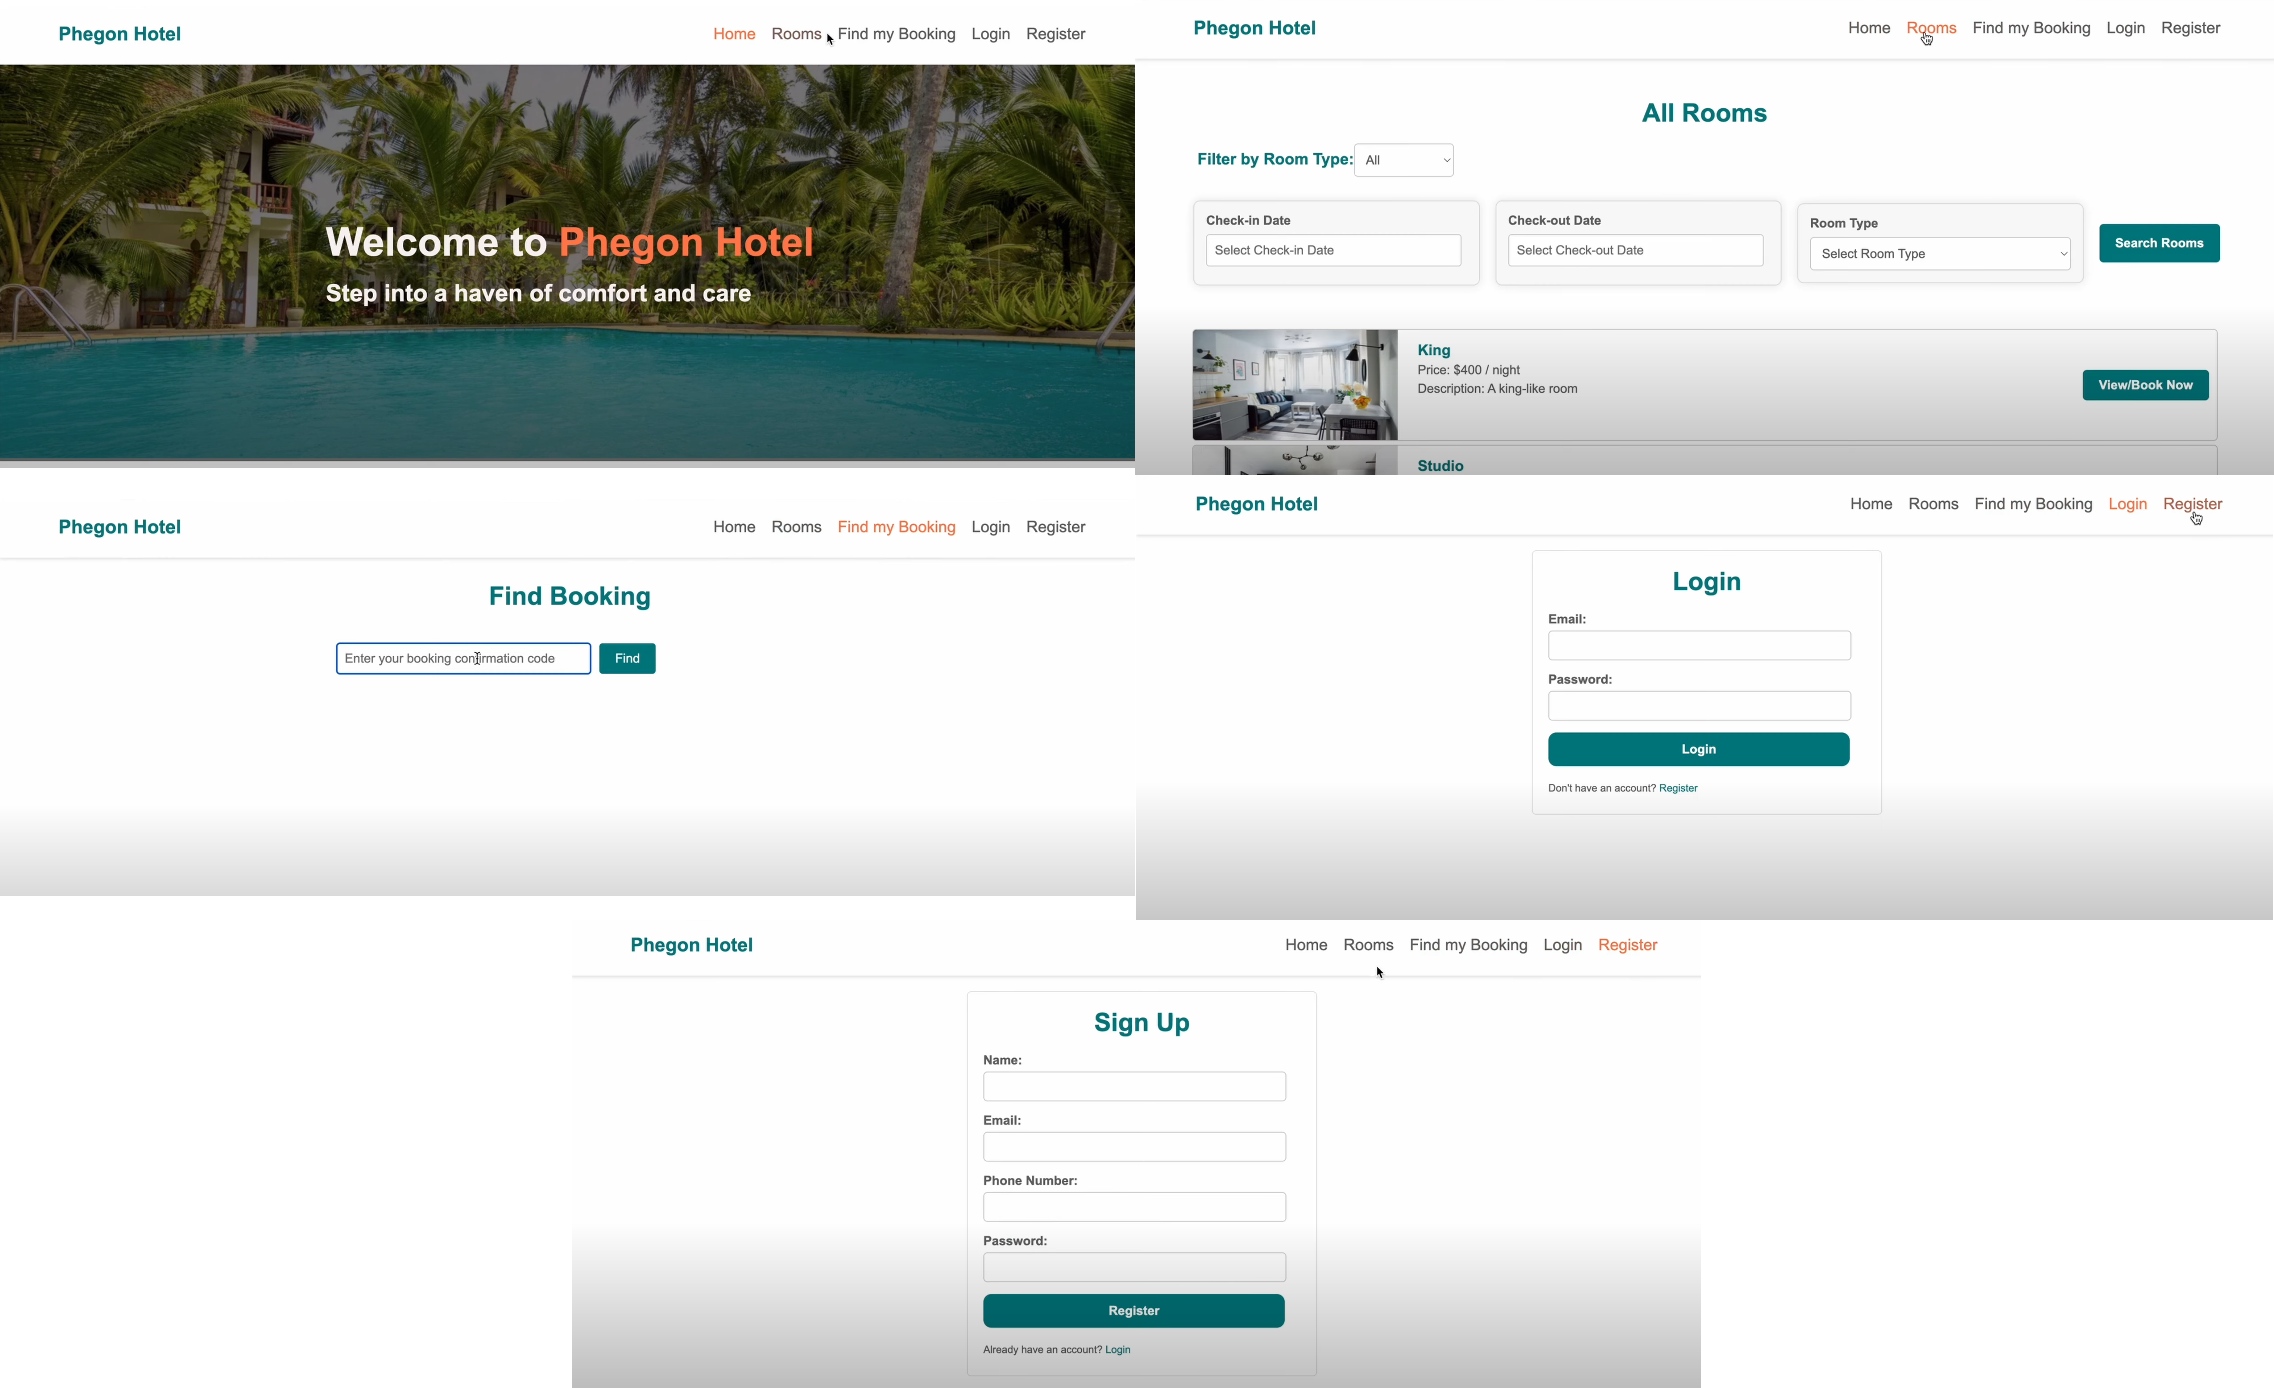 Phegon Hotel
Home Rooms Find my Booking Login Register
Welcome to Phegon Hotel
Step into a haven of comfort and care
Phegon Hotel
Home Rooms Find my Booking Login Register
All Rooms
Filter by Room Type: All
Check-in Date
Select Check-in Date
Check-out Date
Select Check-out Date
Room Type
Select Room Type
Search Rooms
King
Price: $400 / night
Description: A king-like room
View/Book Now
Studio
Phegon Hotel
Home Rooms Find my Booking Login Register
Find Booking
Enter your booking confirmation code
Find
Phegon Hotel
Home Rooms Find my Booking Login Register
Login
Email:
Password:
Login
Don't have an account? Register
Phegon Hotel
Home Rooms Find my Booking Login Register
Sign Up
Name:
Email:
Phone Number:
Password:
Register
Already have an account? Login